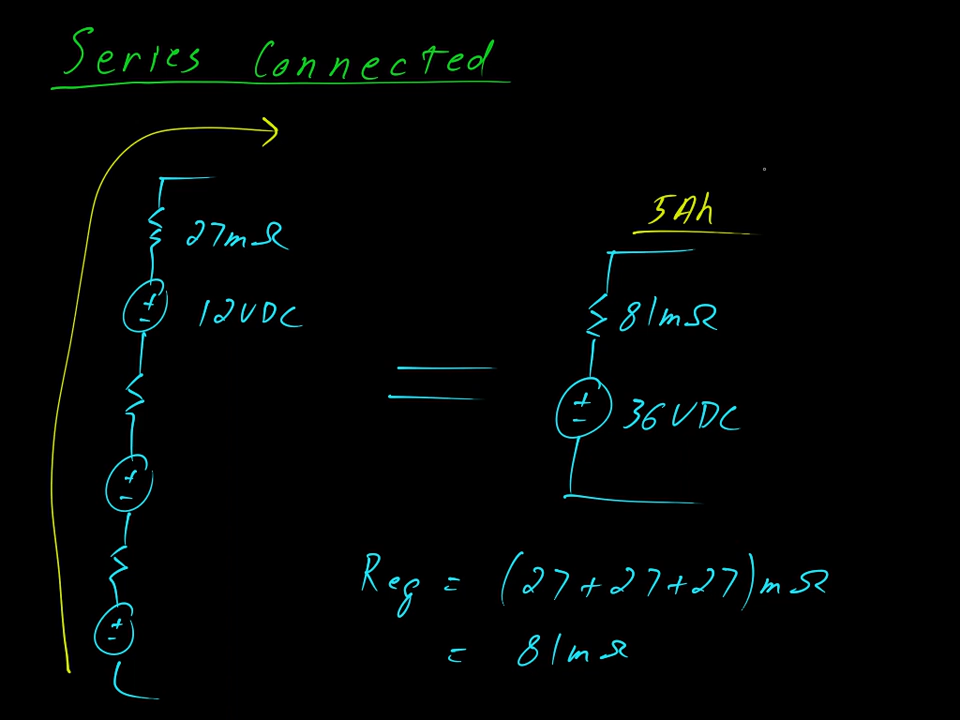 Series Connected
27mΩ
12VDC
+
-
+
-
+
-
=
5Ah
81mΩ
+
-
36VDC
Req = (27+27+27)mΩ
= 81mΩ